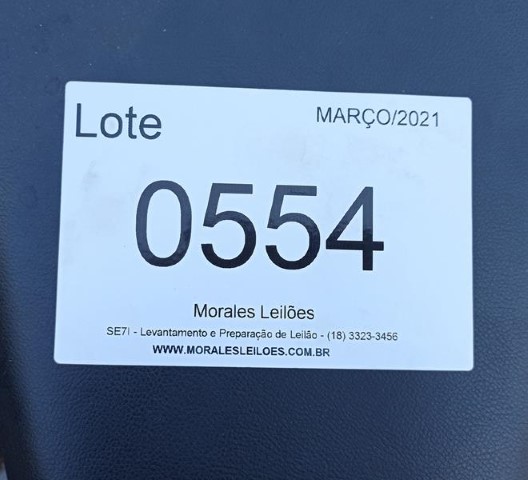 Lote
MARÇO/2021
0554
Morales Leilões
SE7I - Levantamento e Preparação de Leilão - (18) 3323-3456
WWW.MORALESLEILOES.COM.BR